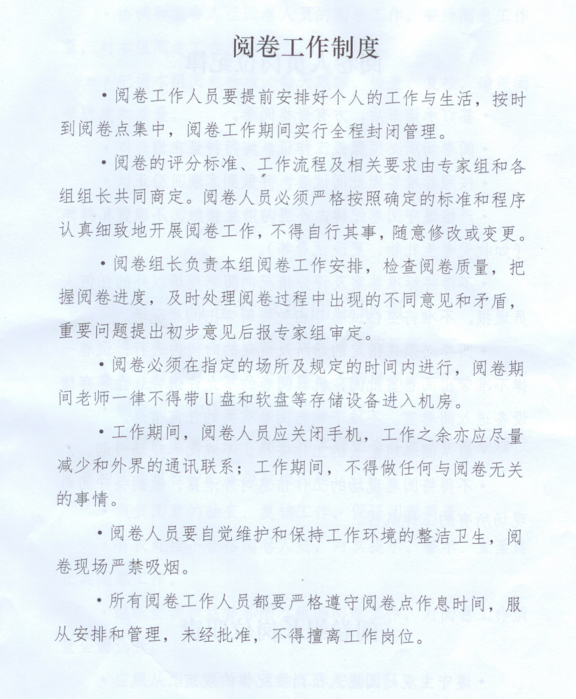 阅卷工作制度
·阅卷工作人员要提前安排好个人的工作与生活，按时
到阅卷点集中，阅卷工作期间实行全程封闭管理。
·阅卷的评分标准、工作流程及相关要求由专家组和各
组组长共同商定。阅卷人员必须严格按照确定的标准和程序
认真细致地开展阅卷工作，不得自行其事，随意修改或变更。
·阅卷组长负责本组阅卷工作安排，检查阅卷质量，把
握阅卷进度，及时处理阅卷过程中出现的不同意见和矛盾，
重要问题提出初步意见后报专家组审定。
·阅卷必须在指定的场所及规定的时间内进行，阅卷期
间老师一律不得带U盘和软盘等存储设备进入机房。
·工作期间，阅卷人员应关闭手机，工作之余亦应尽量
减少和外界的通讯联系；工作期间，不得做任何与阅卷无关
的事情。
·阅卷人员要自觉维护和保持工作环境的整洁卫生，阅
卷现场严禁吸烟。
·所有阅卷工作人员都要严格遵守阅卷点作息时间，服
从安排和管理，未经批准，不得擅离工作岗位。